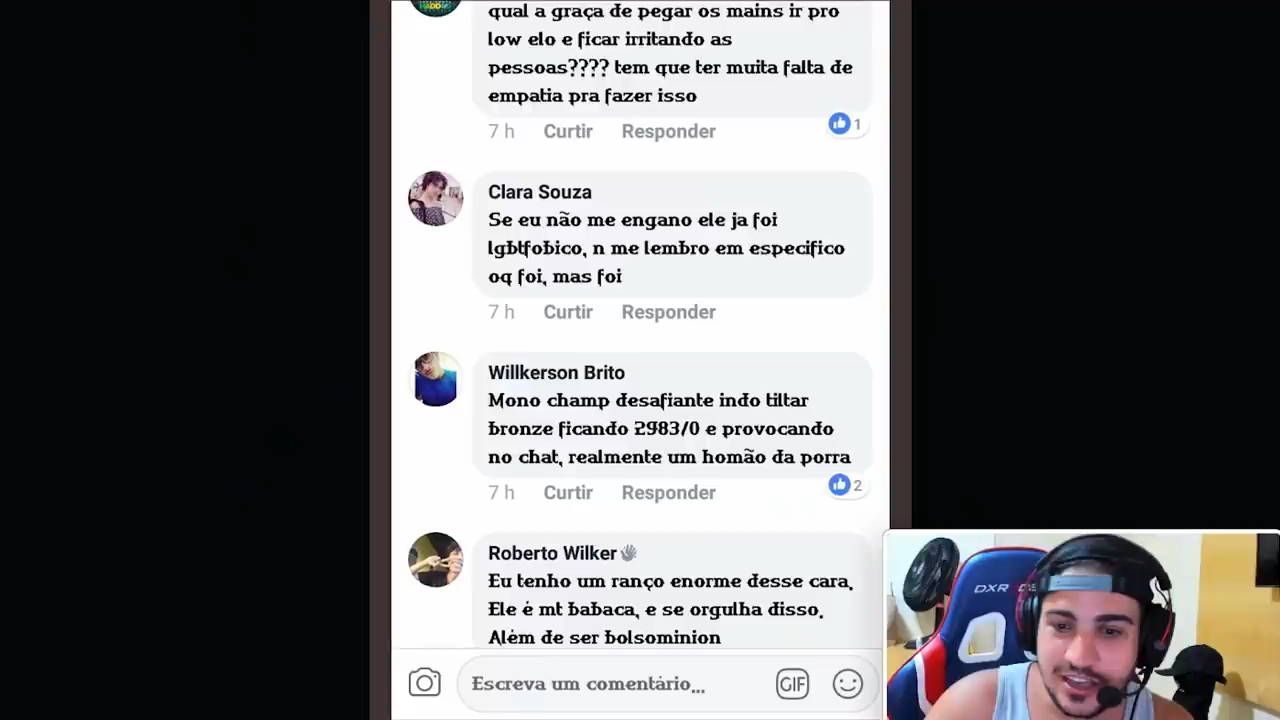 qual a graça de pegar os mains ir pro
low elo e ficar irritando as
pessoas???? tem que ter muita falta de
empatia pra fazer isso
7 h Curtir Responder
1
Clara Souza
Se eu não me engano ele ja foi
lgbtfobico, n me lembro em especifico
oq foi, mas foi
7 h Curtir Responder
Willkerson Brito
Mono champ desafiante indo tiltar
bronze ficando 2983/0 e provocando
no chat, realmente um homão da porra
7 h Curtir Responder
2
Roberto Wilker
Eu tenho um ranço enorme desse cara.
Ele é mt babaca, e se orgulha disso.
Além de ser bolsominion
Escreva um comentário...
GIF
DXR